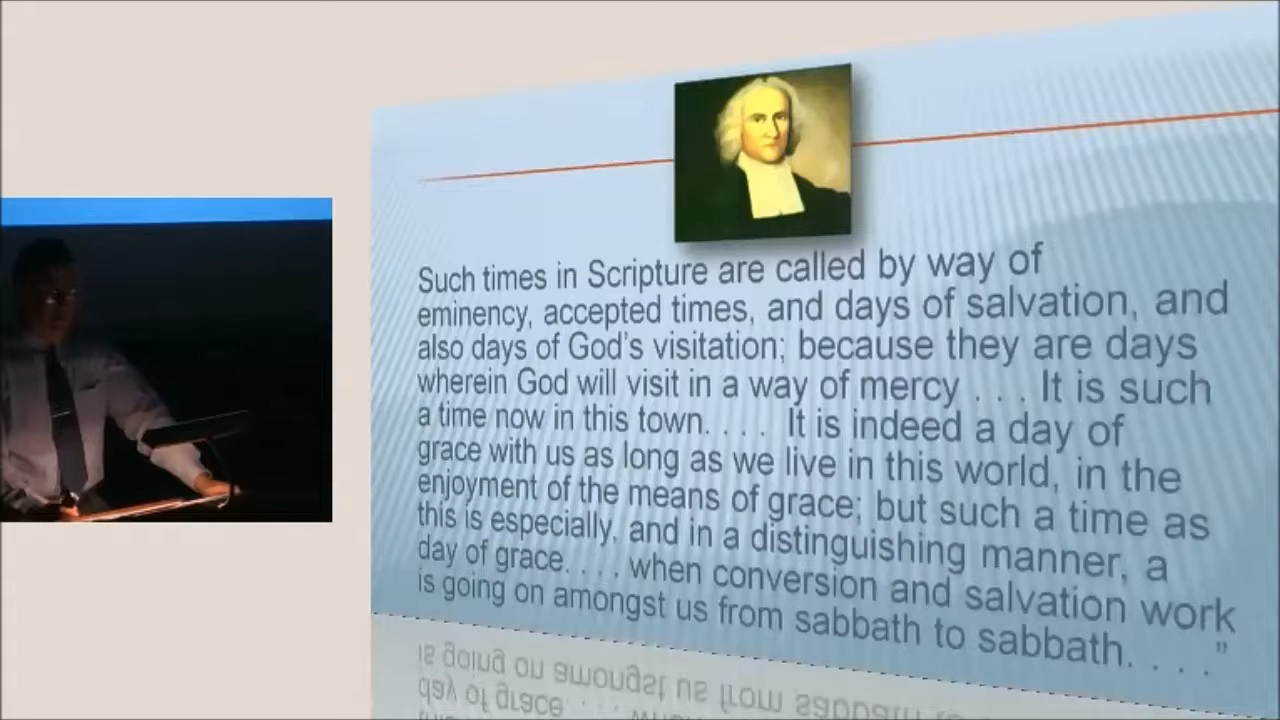 Such times in Scripture are called by way of
eminency, accepted times, and days of salvation, and
also days of God's visitation; because they are days
wherein God will visit in a way of mercy . . . It is such
a time now in this town. . . . It is indeed a day of
grace with us as long as we live in this world, in the
enjoyment of the means of grace; but such a time as
this is especially, and in a distinguishing manner, a
day of grace. . . . when conversion and salvation work
is going on amongst us from sabbath to sabbath. . . ."